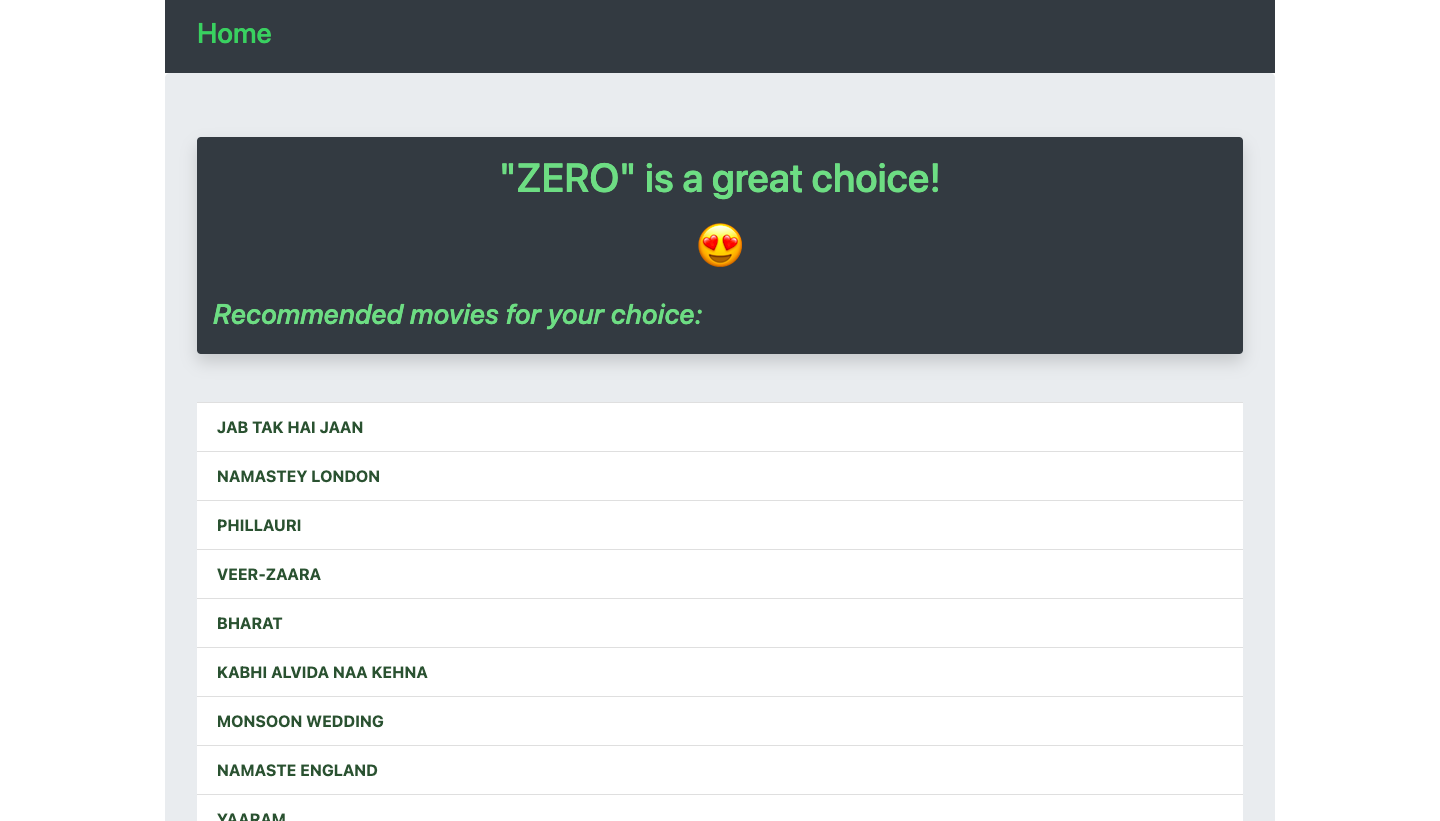 Home
"ZERO" is a great choice!
Recommended movies for your choice:
JAB TAK HAI JAAN
NAMASTEY LONDON
PHILLAURI
VEER-ZAARA
BHARAT
KABHI ALVIDA NAA KEHNA
MONSOON WEDDING
NAMASTE ENGLAND
YAARAM